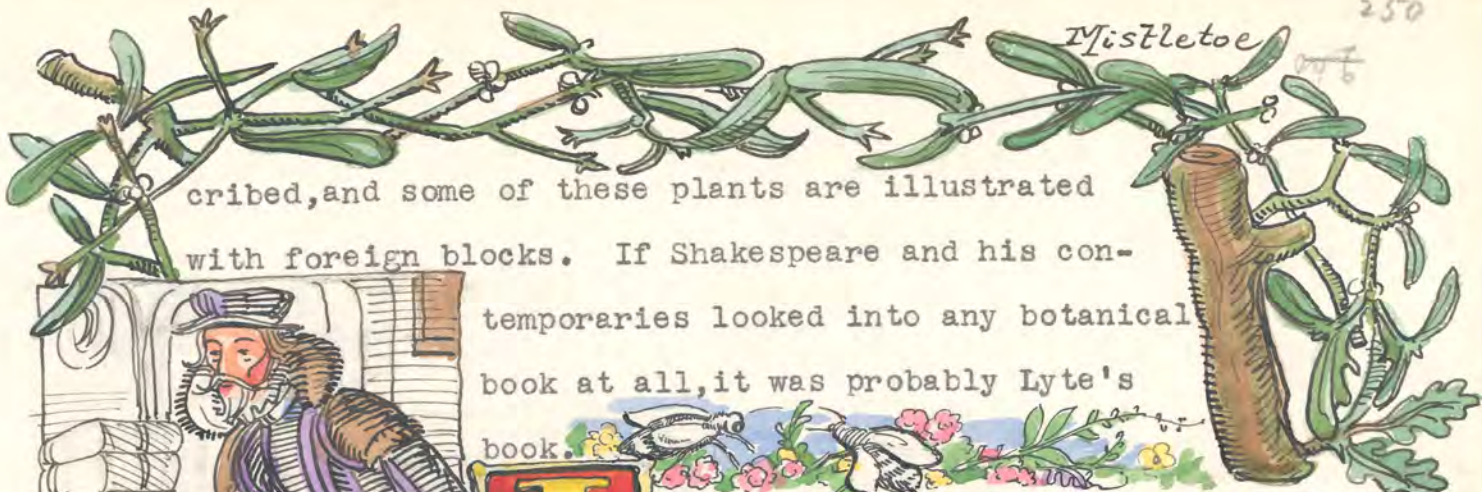 250
Mistletoe
cribed,and some of these plants are illustrated
with foreign blocks. If Shakespeare and his con-
temporaries looked into any botanical
book at all,it was probably Lyte's
book.